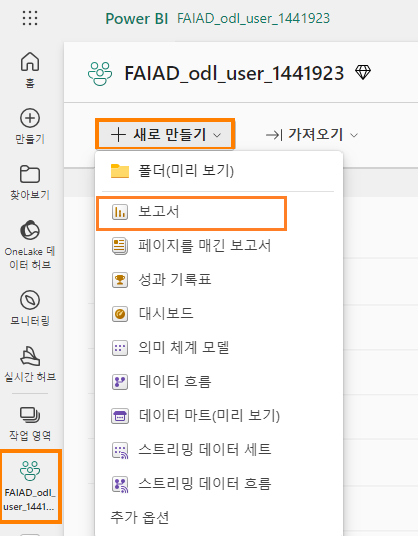 Power BI FAIAD_odl_user_1441923
홈
만들기
찾아보기
OneLake 데
이터 허브
모니터링
실시간 허브
작업 영역
FAIAD_odl_
user_1441...
FAIAD_odl_user_1441923
새로 만들기 가져오기
폴더(미리 보기)
보고서
페이지를 매긴 보고서
성과 기록표
대시보드
의미 체계 모델
데이터 흐름
데이터 마트(미리 보기)
스트리밍 데이터 세트
스트리밍 데이터 흐름
추가 옵션